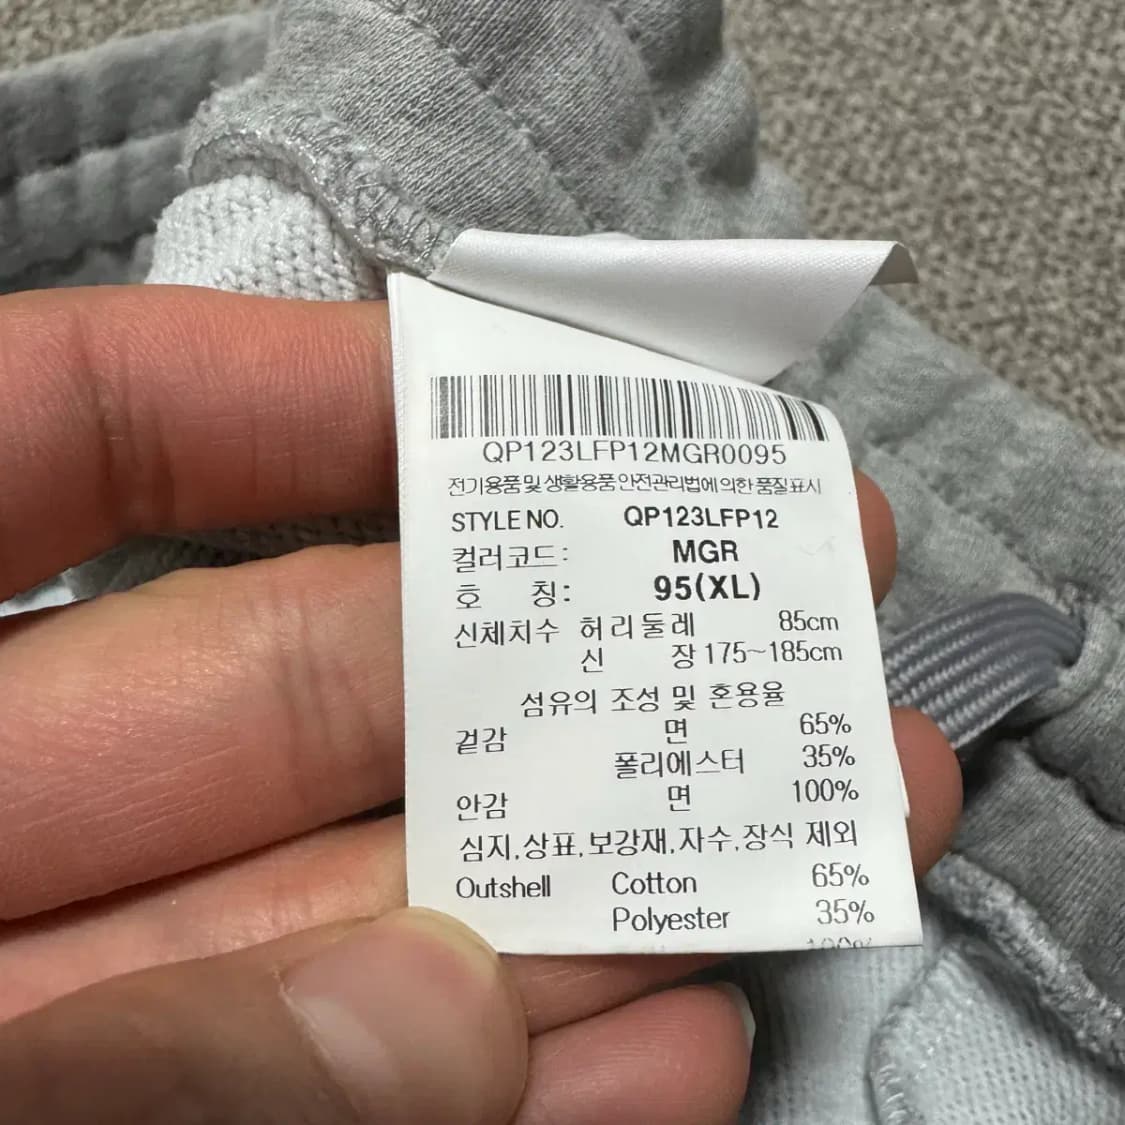 QP123LFP12MGR0095
전기용품 및 생활용품 안전관리법에 의한 품질표시
STYLE NO. QP123LFP12
컬러코드: MGR
호 칭: 95(XL)
신체치수 허리둘레 85cm
신 장 175~185cm
섬유의 조성 및 혼용율
겉감 면 65%
폴리에스터 35%
안감 면 100%
심지,상표,보강재,자수,장식 제외
Outshell Cotton 65%
Polyester 35%